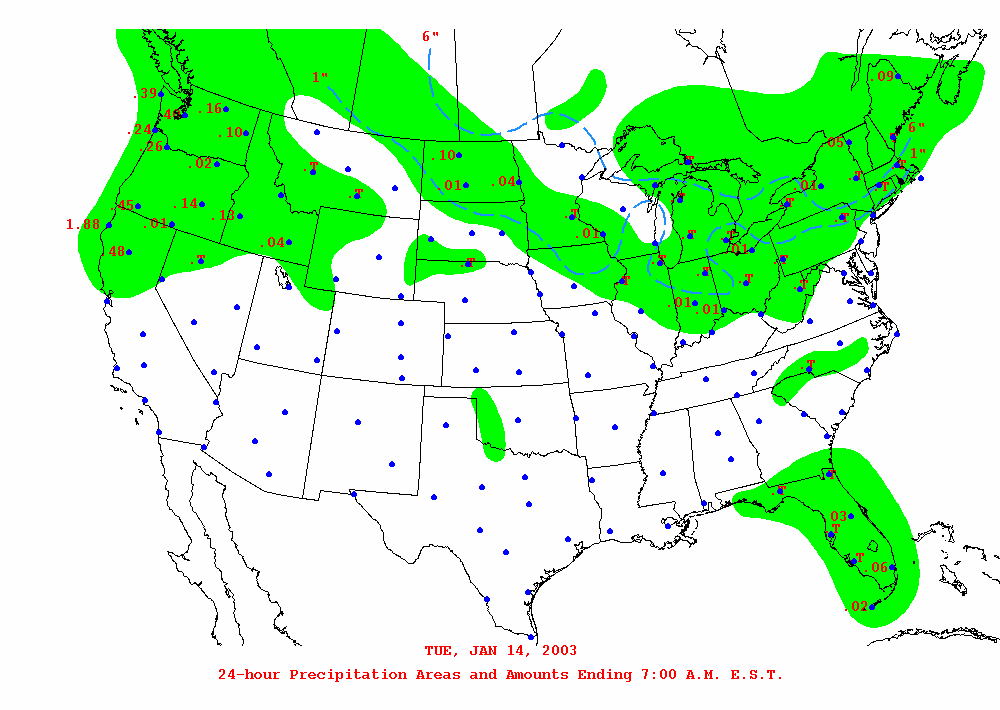 6"
1"
.09
.39
.4
.16
.24
.10
6"
.26
.05
1"
.10
.02
.T
T
T
.01
.04
.04
T
.T
T
.45
.14
T
T
1.88
.01
.13
T
.01
T
T
.01
48
.04
.T
.T
T
T
T
T
T
.T
.01
.01
.T
.T
T
.03
T
T
.06
.02
TUE, JAN 14, 2003
24-hour Precipitation Areas and Amounts Ending 7:00 A.M. E.S.T.